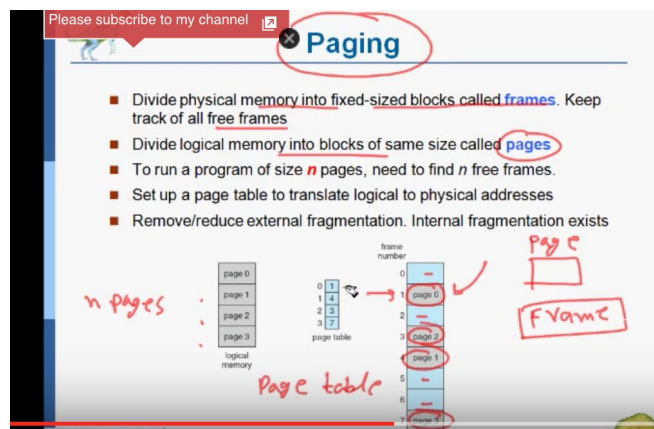 Please subscribe to my channel
Paging
Divide physical memory into fixed-sized blocks called frames. Keep
track of all free frames
Divide logical memory into blocks of same size called pages
To run a program of size n pages, need to find n free frames.
Set up a page table to translate logical to physical addresses
Remove/reduce external fragmentation. Internal fragmentation exists
n pages
page 0
page 1
page 2
page 3
logical
memory
0 1
1 4
2 3
3 7
page table
Page table
frame
number
0
1 page 0
2
3 page 2
4 page 1
5
6
7 page 3
Page
Frame